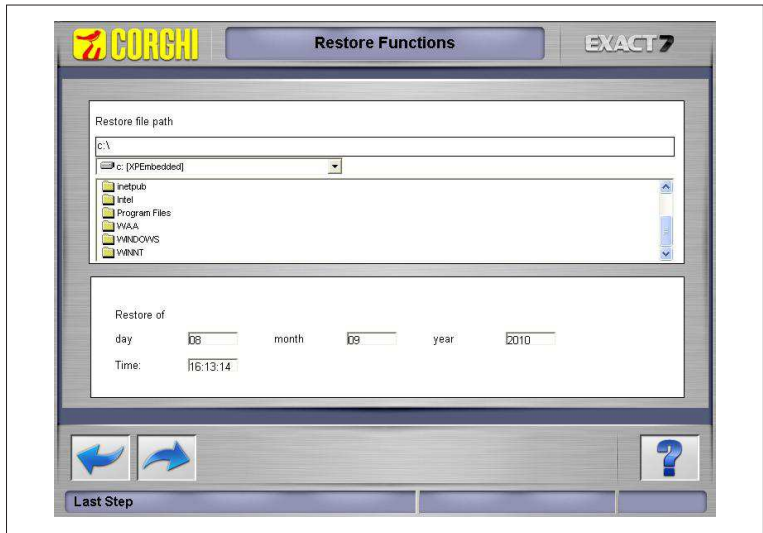 CORGHI
Restore Functions
EXACT7
Restore file path
c:\
c: [XPEmbedded]
inetpub
Intel
Program Files
WAA
WINDOWS
WINNT
Restore of
day 08 month 09 year 2010
Time: 16:13:14
?
Last Step